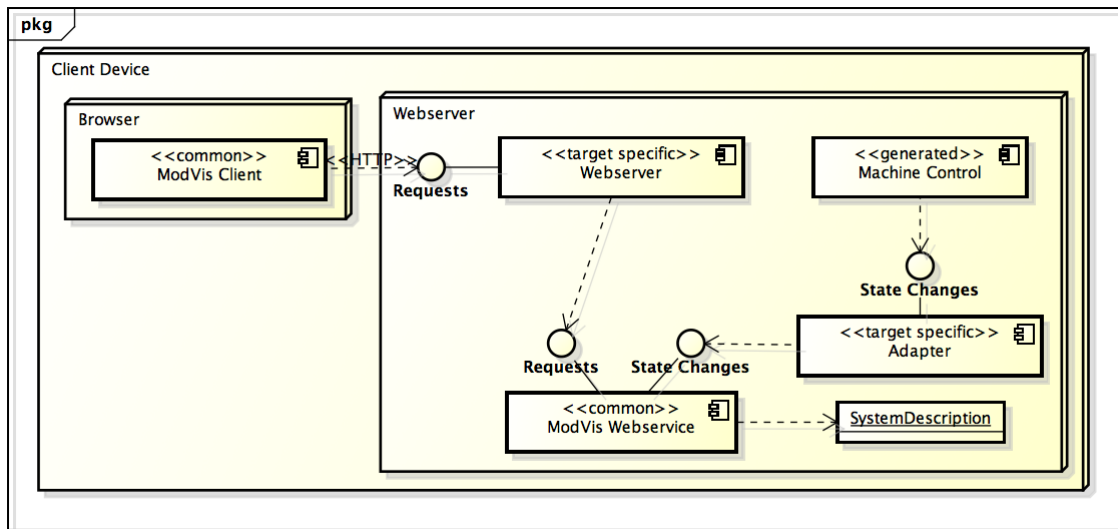 pkg
Client Device
Browser
<<common>>
ModVis Client
<<HTTP>>
Requests
Webserver
<<target specific>>
Webserver
<<generated>>
Machine Control
State Changes
<<target specific>>
Adapter
Requests
State Changes
<<common>>
ModVis Webservice
SystemDescription